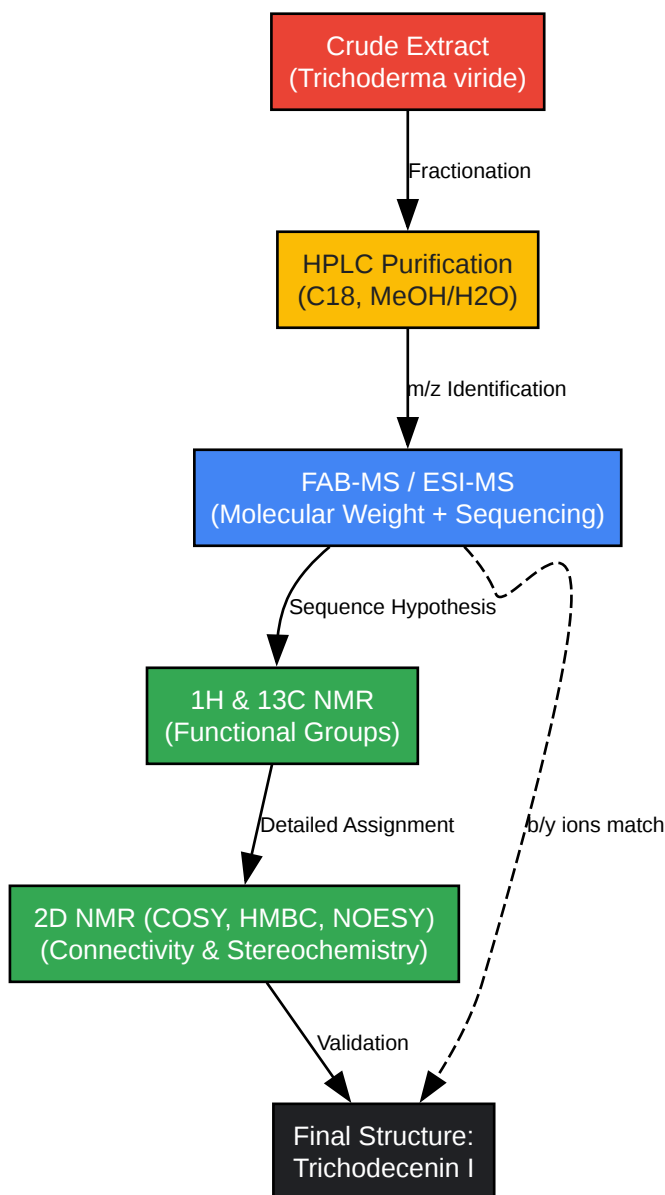 Crude Extract
(Trichoderma viride)
Fractionation
HPLC Purification
(C18, MeOH/H2O)
m/z Identification
FAB-MS / ESI-MS
(Molecular Weight + Sequencing)
Sequence Hypothesis
1H & 13C NMR
(Functional Groups)
Detailed Assignment
b/y ions match
2D NMR (COSY, HMBC, NOESY)
(Connectivity & Stereochemistry)
Validation
Final Structure:
Trichodecenin I